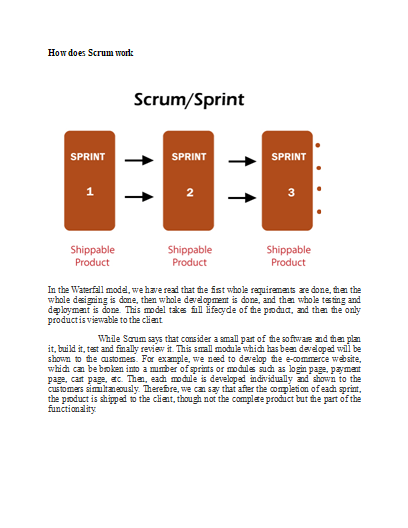 How does Scrum work
Scrum/Sprint
SPRINT SPRINT SPRINT
1 2 3
Shippable Shippable Shippable
Product Product Product
In the Waterfall model, we have read that the first whole requirements are done, then the
whole designing is done, then whole development is done, and then whole testing and
deployment is done. This model takes full lifecycle of the product, and then the only
product is viewable to the client.
While Scrum says that consider a small part of the software and then plan
it, build it, test and finally review it. This small module which has been developed will be
shown to the customers. For example, we need to develop the e-commerce website,
which can be broken into a number of sprints or modules such as login page, payment
page, cart page, etc. Then, each module is developed individually and shown to the
customers simultaneously. Therefore, we can say that after the completion of each sprint,
the product is shipped to the client, though not the complete product but the part of the
functionality.